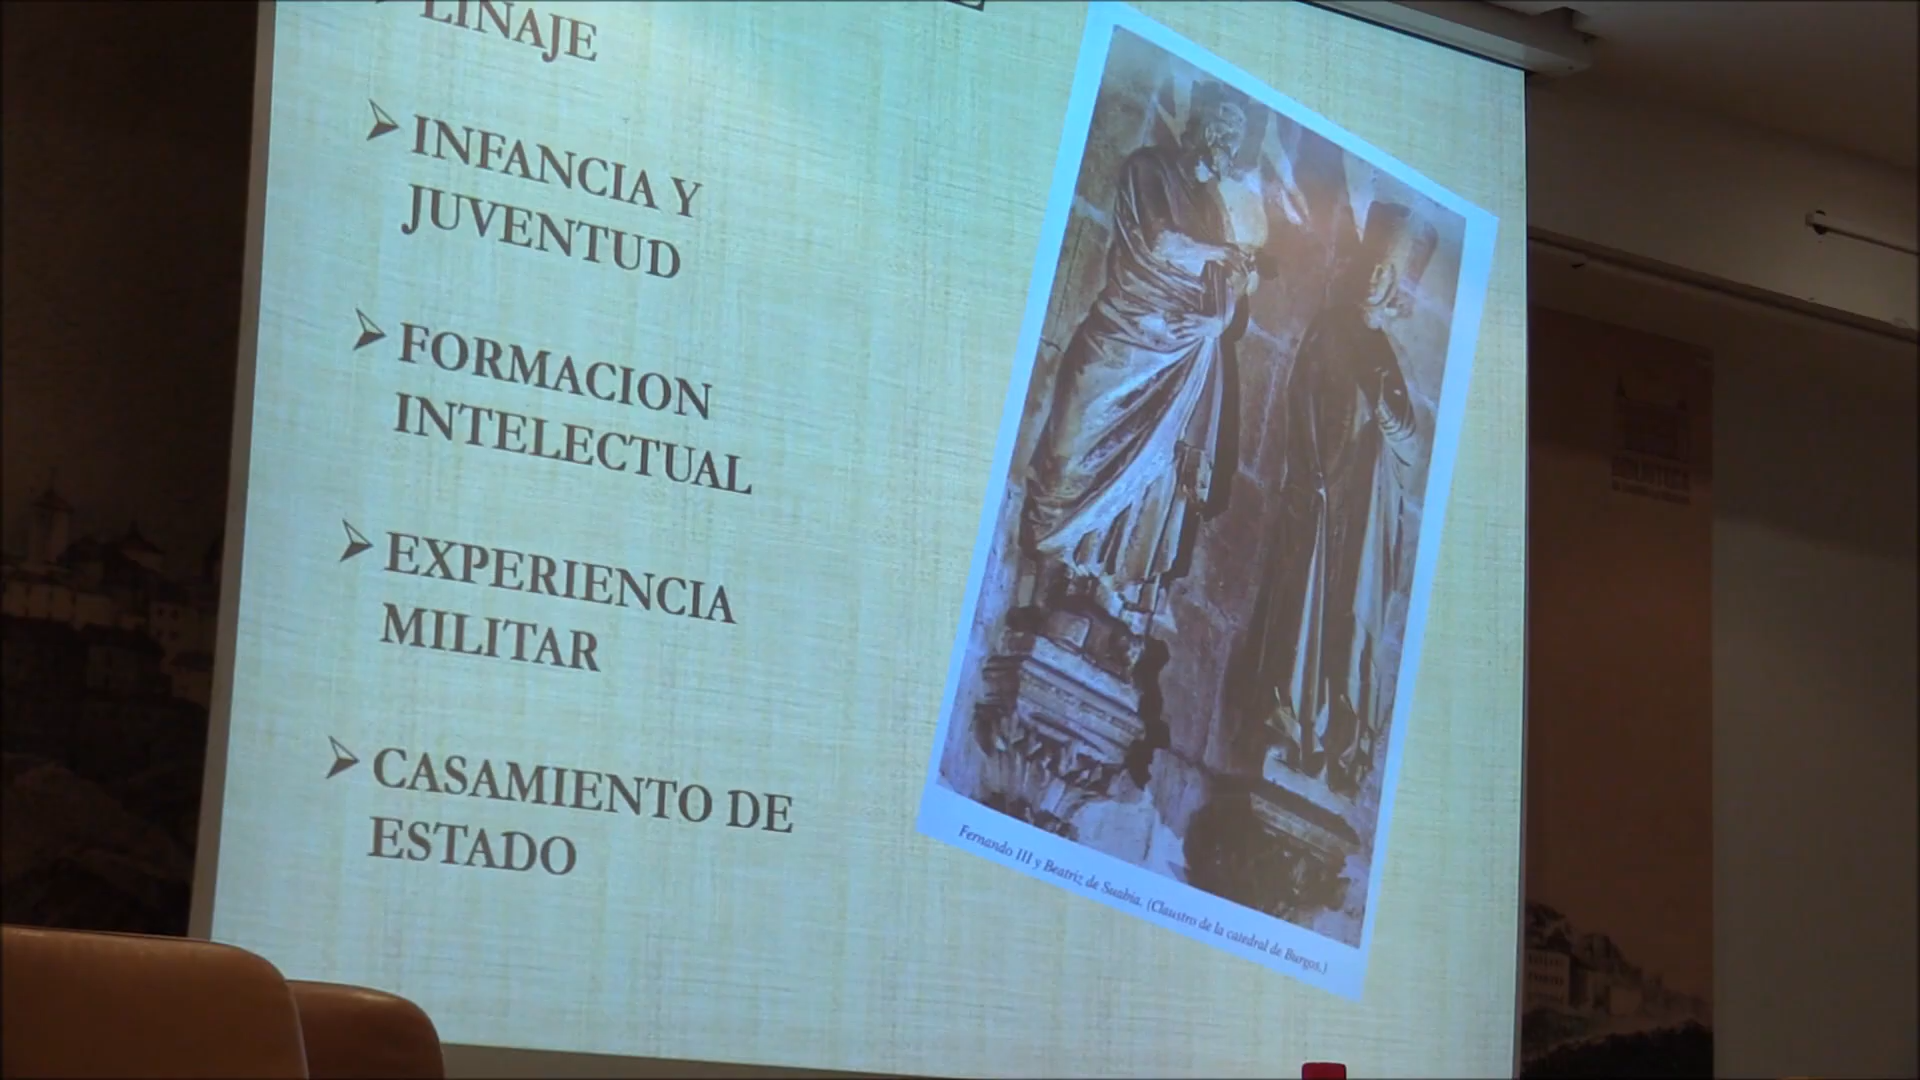 LINAJE
INFANCIA Y
JUVENTUD
FORMACION
INTELECTUAL
EXPERIENCIA
MILITAR
CASAMIENTO DE
ESTADO
Fernando III y Beatriz de Suabia. (Claustro de la catedral de Burgos.)